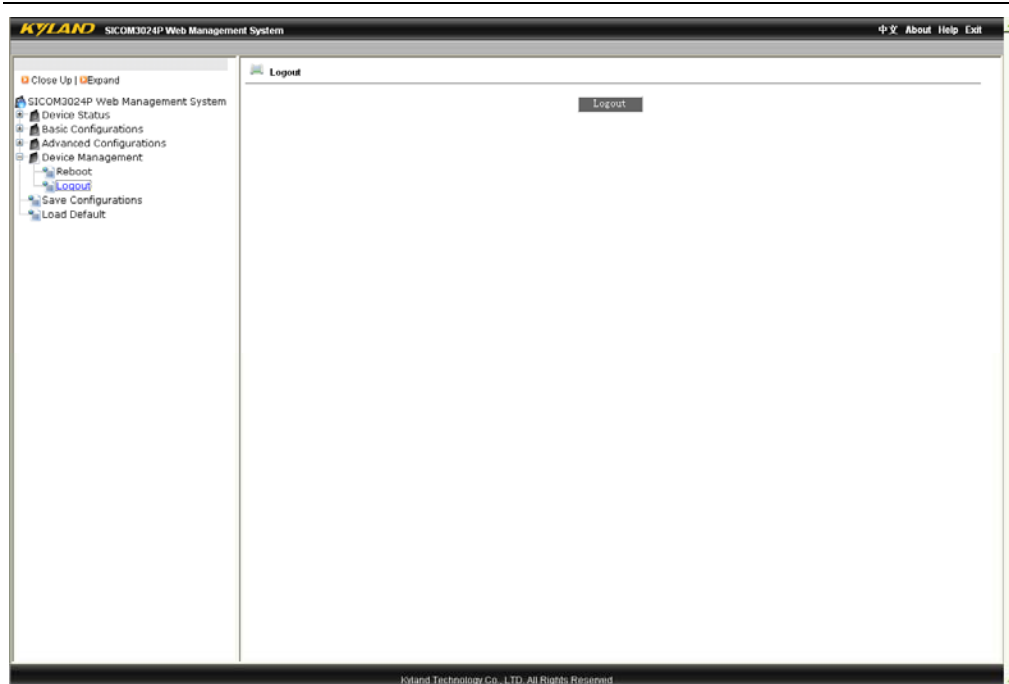 KYLAND SICOM3024P Web Management System 中文 About Help Exit
Close Up | Expand
SICOM3024P Web Management System
Device Status
Basic Configurations
Advanced Configurations
Device Management
Reboot
Logout
Save Configurations
Load Default
Logout
Logout
Kyland Technology Co., LTD. All Rights Reserved